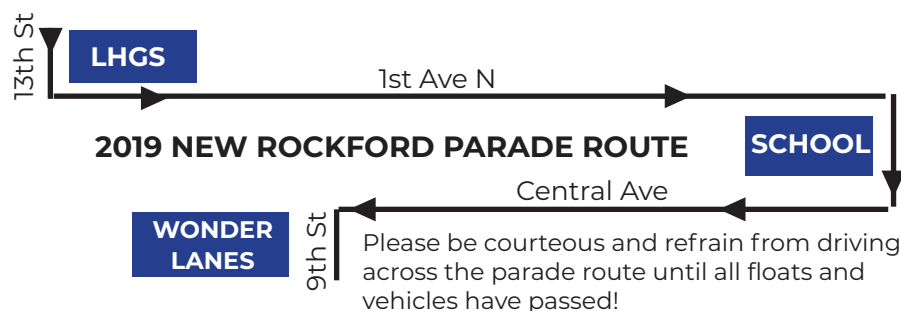 13th St
LHGS
1st Ave N
2019 NEW ROCKFORD PARADE ROUTE
SCHOOL
Central Ave
WONDER
LANES
9th St
Please be courteous and refrain from driving
across the parade route until all floats and
vehicles have passed!